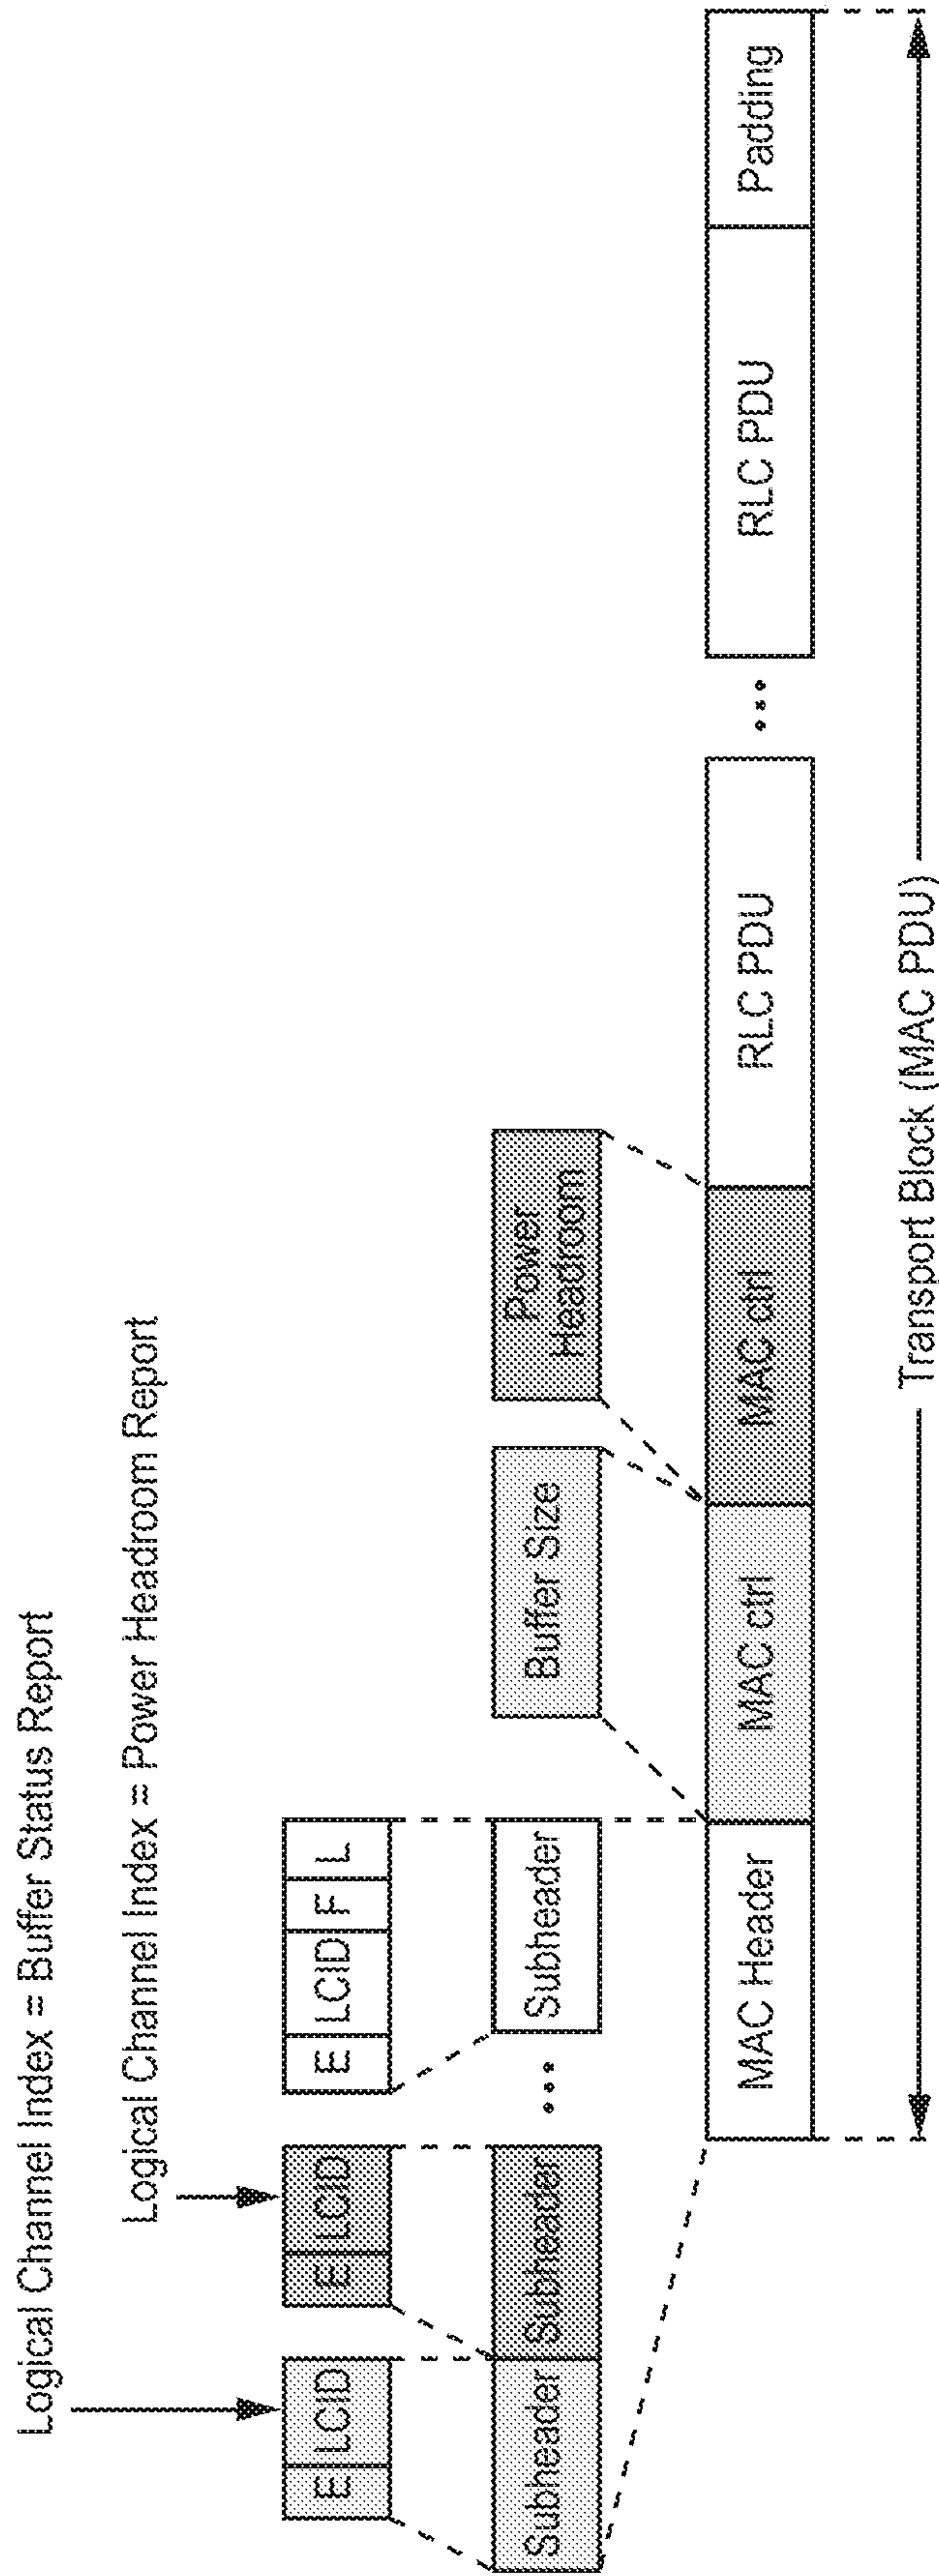 Logical Channel Index = Buffer Status Report
Logical Channel Index = Power Headroom Report
E LCID E LCID E LCID F L
Subheader Subheader ... Subheader Buffer Size Power
Headroom
MAC Header MAC ctrl MAC ctrl RLC PDU ... RLC PDU Padding
Transport Block (MAC PDU)